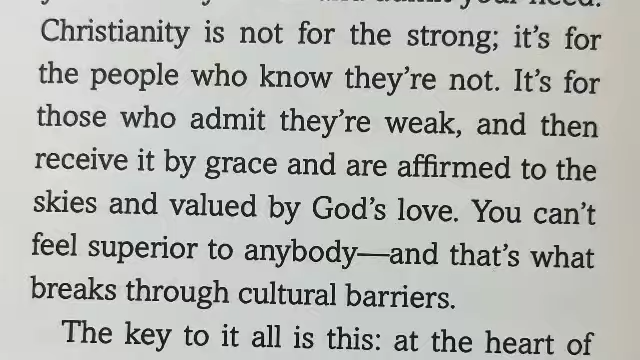 Christianity is not for the strong; it's for
the people who know they're not. It's for
those who admit they're weak, and then
receive it by grace and are affirmed to the
skies and valued by God's love. You can't
feel superior to anybody—and that's what
breaks through cultural barriers.
The key to it all is this: at the heart of